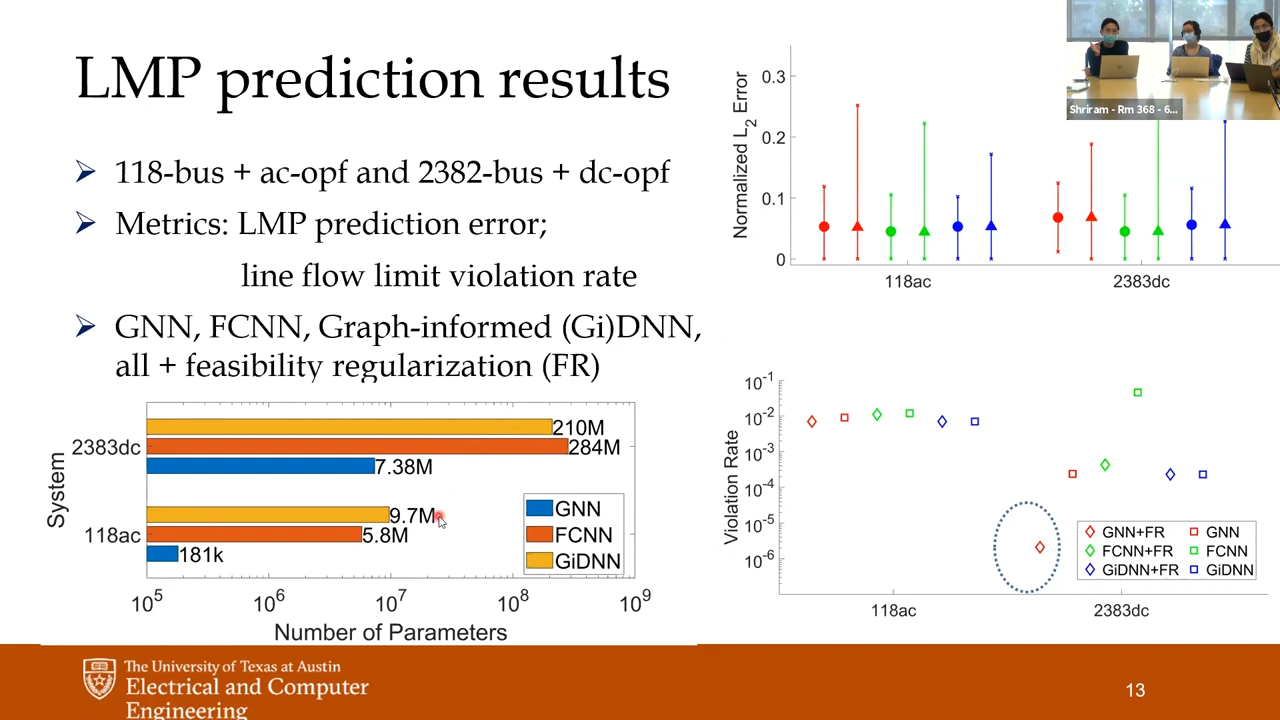 LMP prediction results
118-bus + ac-opf and 2382-bus + dc-opf
Metrics: LMP prediction error;
line flow limit violation rate
GNN, FCNN, Graph-informed (Gi)DNN,
all + feasibility regularization (FR)
System
2383dc
210M
284M
7.38M
118ac
9.7M
5.8M
181k
GNN
FCNN
GiDNN
10^5 10^6 10^7 10^8 10^9
Number of Parameters
Shriram - Rm 368 - 6...
Normalized L_2 Error
0.3
0.2
0.1
0
118ac 2383dc
Violation Rate
10^-1
10^-2
10^-3
10^-4
10^-5
10^-6
GNN+FR GNN
FCNN+FR FCNN
GiDNN+FR GiDNN
118ac 2383dc
The University of Texas at Austin
Electrical and Computer
Engineering
13